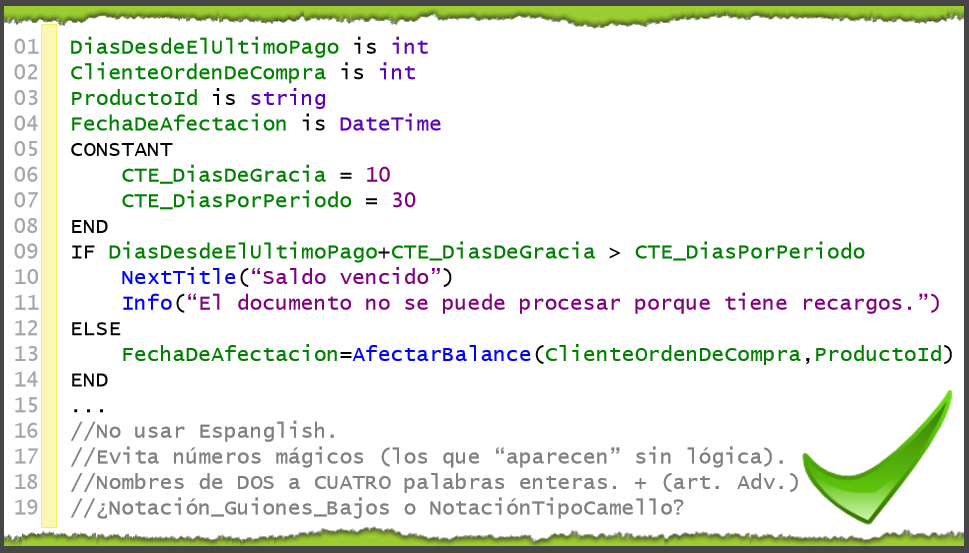 01 DiasDesdeElUltimoPago is int
02 ClienteOrdenDeCompra is int
03 ProductoId is string
04 FechaDeAfectacion is DateTime
05 CONSTANT
06     CTE_DiasDeGracia = 10
07     CTE_DiasPorPeriodo = 30
08 END
09 IF DiasDesdeElUltimoPago+CTE_DiasDeGracia > CTE_DiasPorPeriodo
10     NextTitle(“Saldo vencido”)
11     Info(“El documento no se puede procesar porque tiene recargos.”)
12 ELSE
13     FechaDeAfectacion=AfectarBalance(ClienteOrdenDeCompra,ProductoId)
14 END
15 ...
16 //No usar Espanglish.
17 //Evita números mágicos (los que “aparecen” sin lógica).
18 //Nombres de DOS a CUATRO palabras enteras. + (art. Adv.)
19 //¿Notación_Guiones_Bajos o NotaciónTipoCamello?